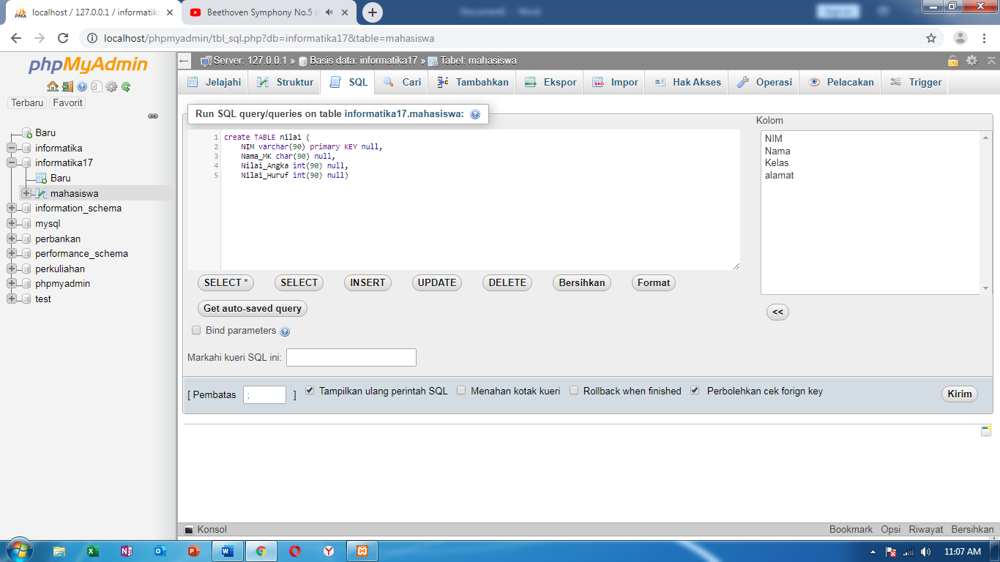 localhost / 127.0.0.1 / informatika
Beethoven Symphony No.5 (
localhost/phpmyadmin/tbl_sql.php?db=informatika17&table=mahasiswa
phpMyAdmin
Terbaru Favorit
Baru
informatika
informatika17
Baru
mahasiswa
information_schema
mysql
perbankan
performance_schema
perkuliahan
phpmyadmin
test
Server: 127.0.0.1 » Basis data: informatika17 » Tabel: mahasiswa
Jelajahi Struktur SQL Cari Tambahkan Ekspor Impor Hak Akses Operasi Pelacakan Trigger
Run SQL query/queries on table informatika17.mahasiswa:
1 create TABLE nilai (
2 NIM varchar(90) primary KEY null,
3 Nama_MK char(90) null,
4 Nilai_Angka int(90) null,
5 Nilai_Huruf int(90) null)
Kolom
NIM
Nama
Kelas
alamat
<<
SELECT * SELECT INSERT UPDATE DELETE Bersihkan Format
Get auto-saved query
Bind parameters
Markahi kueri SQL ini:
[ Pembatas ; ] Tampilkan ulang perintah SQL Menahan kotak kueri Rollback when finished Perbolehkan cek forign key Kirim
Konsol Bookmark Opsi Riwayat Bersihkan
11:07 AM